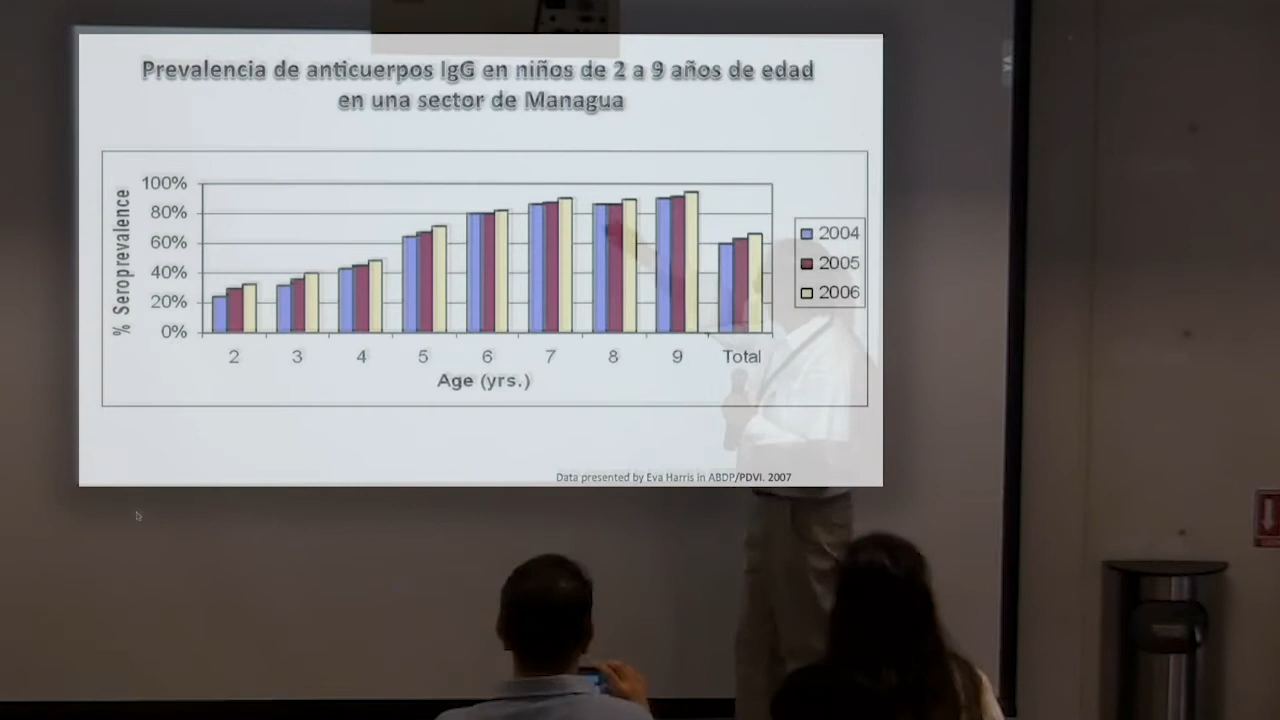 Prevalencia de anticuerpos IgG en niños de 2 a 9 años de edad
en una sector de Managua
% Seroprevalence
100%
80%
60%
40%
20%
0%
2 3 4 5 6 7 8 9 Total
Age (yrs.)
2004
2005
2006
Data presented by Eva Harris in ABDP/PDVI. 2007